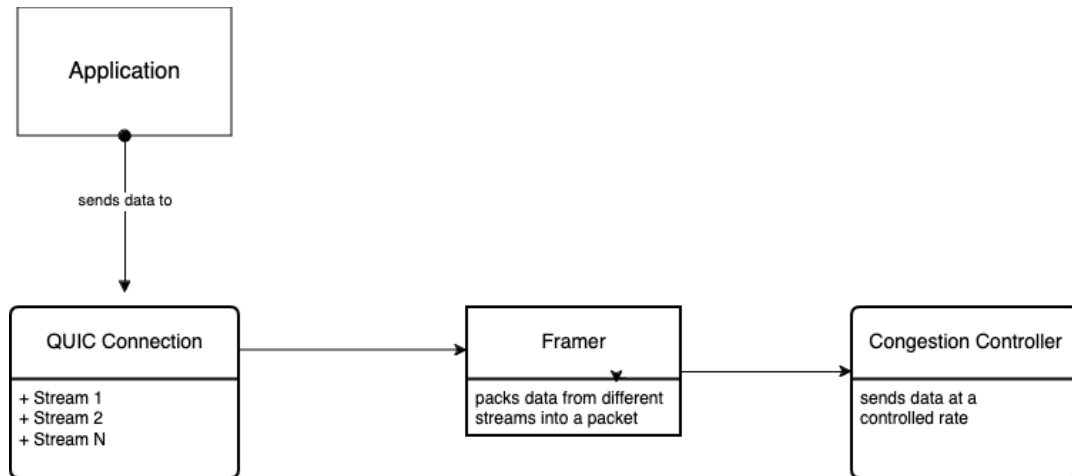 Application
sends data to
QUIC Connection
+ Stream 1
+ Stream 2
+ Stream N
Framer
packs data from different
streams into a packet
Congestion Controller
sends data at a
controlled rate